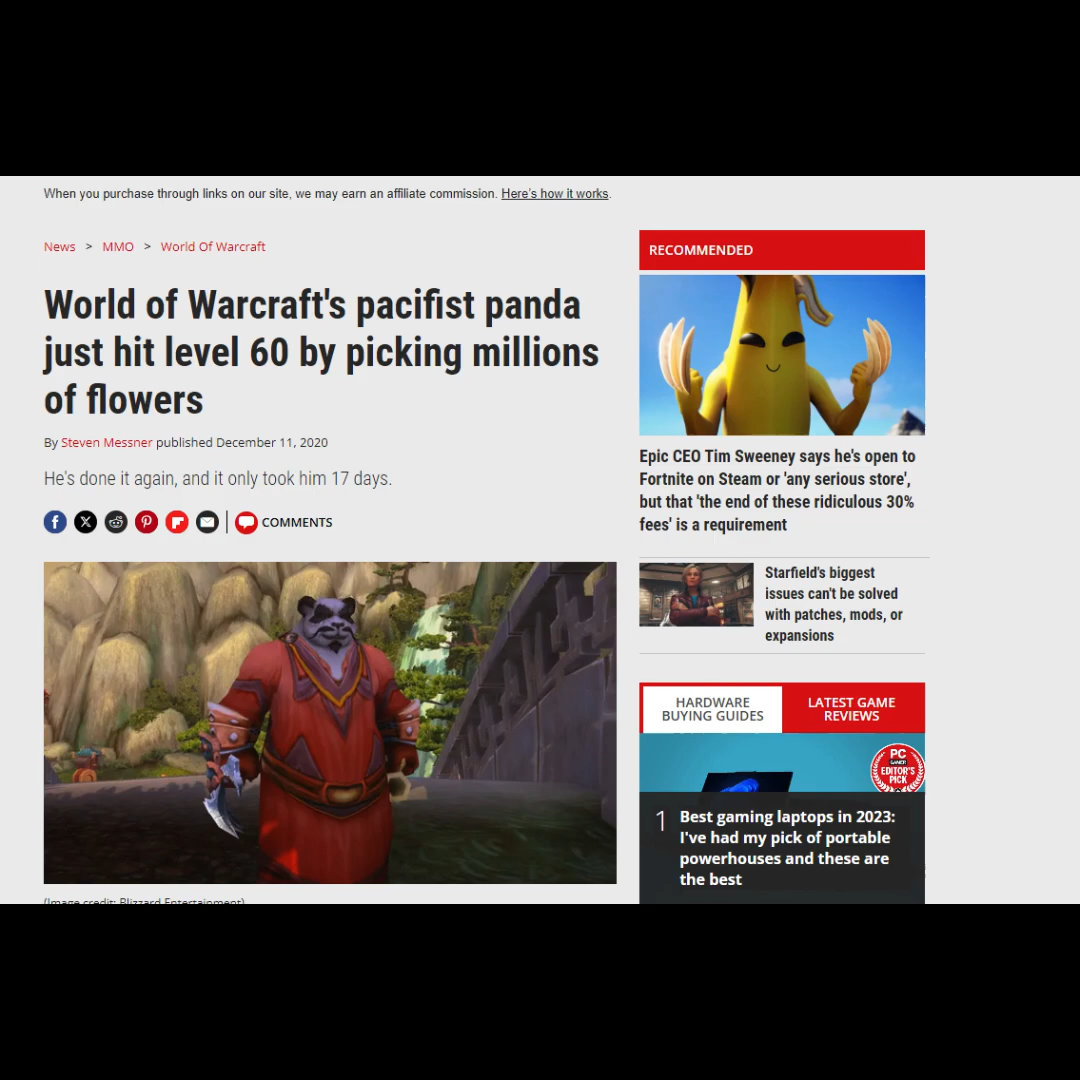 When you purchase through links on our site, we may earn an affiliate commission. Here's how it works.
News > MMO > World Of Warcraft
World of Warcraft's pacifist panda
just hit level 60 by picking millions
of flowers
By Steven Messner published December 11, 2020
He's done it again, and it only took him 17 days.
COMMENTS
(Image credit: Blizzard Entertainment)
RECOMMENDED
Epic CEO Tim Sweeney says he's open to
Fortnite on Steam or 'any serious store',
but that 'the end of these ridiculous 30%
fees' is a requirement
Starfield's biggest
issues can't be solved
with patches, mods, or
expansions
HARDWARE
BUYING GUIDES
LATEST GAME
REVIEWS
PC
GAMER
EDITOR'S
PICK
1 Best gaming laptops in 2023:
I've had my pick of portable
powerhouses and these are
the best